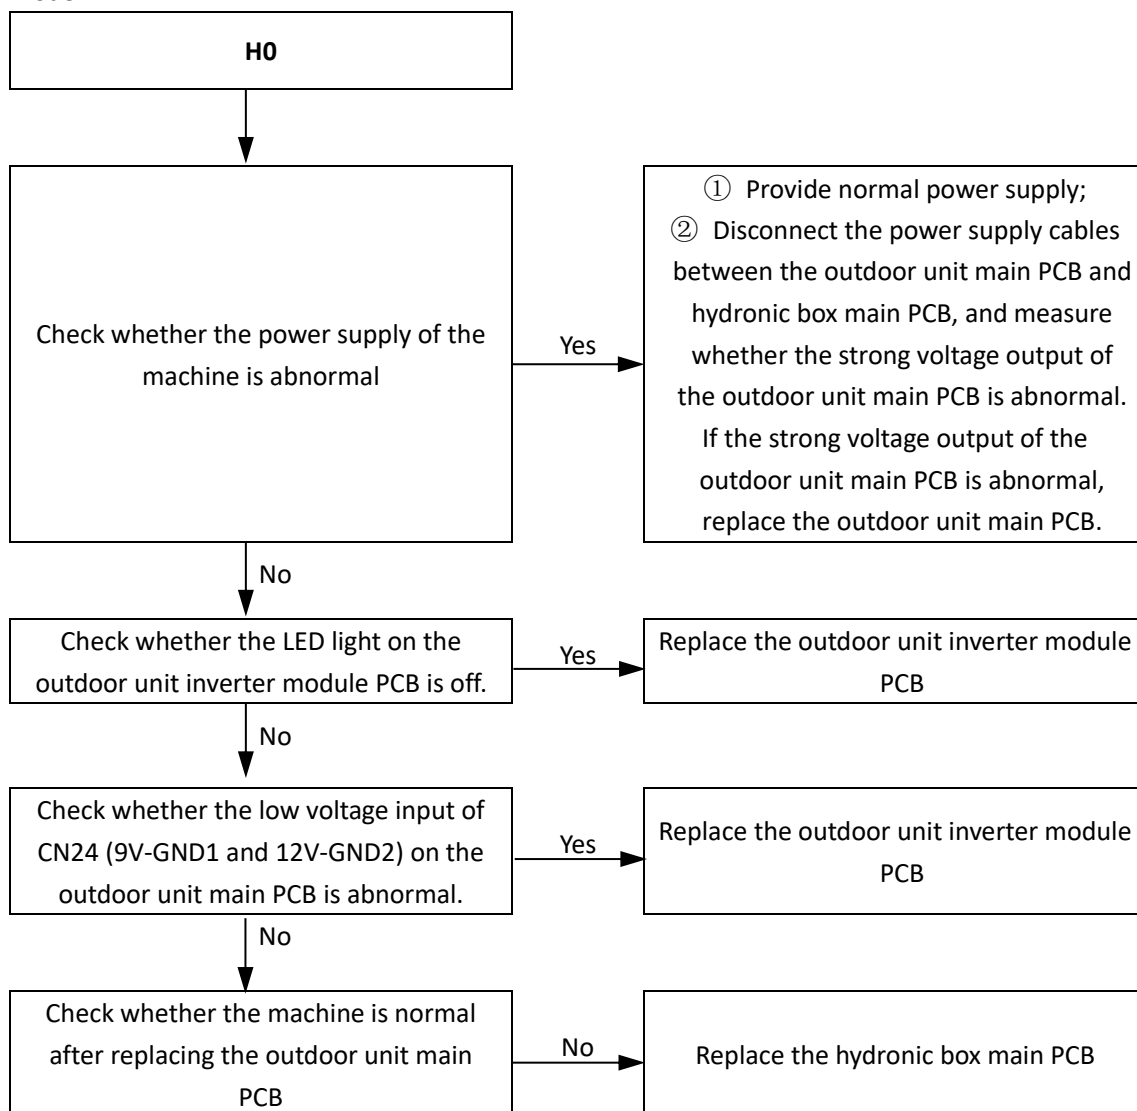 H0
Check whether the power supply of the
machine is abnormal
Yes
① Provide normal power supply;
② Disconnect the power supply cables
between the outdoor unit main PCB and
hydronic box main PCB, and measure
whether the strong voltage output of
the outdoor unit main PCB is abnormal.
If the strong voltage output of the
outdoor unit main PCB is abnormal,
replace the outdoor unit main PCB.
No
Check whether the LED light on the
outdoor unit inverter module PCB is off.
Yes
Replace the outdoor unit inverter module
PCB
No
Check whether the low voltage input of
CN24 (9V-GND1 and 12V-GND2) on the
outdoor unit main PCB is abnormal.
Yes
Replace the outdoor unit inverter module
PCB
No
Check whether the machine is normal
after replacing the outdoor unit main
PCB
No
Replace the hydronic box main PCB